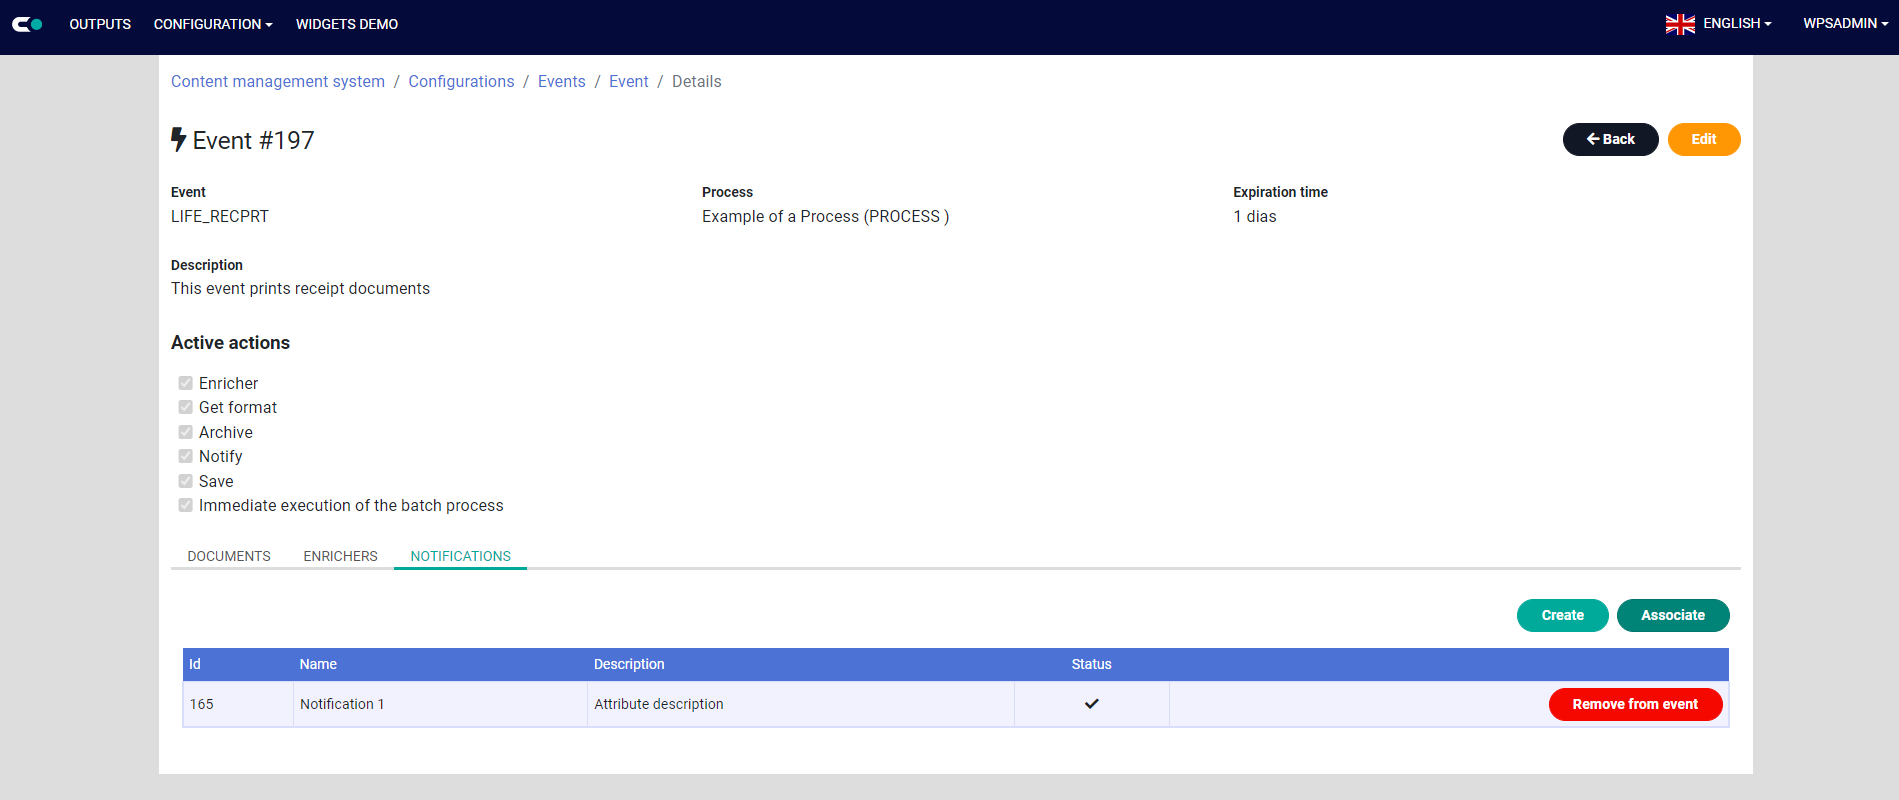 OUTPUTS CONFIGURATION WIDGETS DEMO ENGLISH WPSADMIN
Content management system / Configurations / Events / Event / Details
Event #197
Back Edit
Event Process Expiration time
LIFE_RECPRT Example of a Process (PROCESS ) 1 dias
Description
This event prints receipt documents
Active actions
Enricher
Get format
Archive
Notify
Save
Immediate execution of the batch process
DOCUMENTS ENRICHERS NOTIFICATIONS
Create Associate
Id Name Description Status
165 Notification 1 Attribute description Remove from event